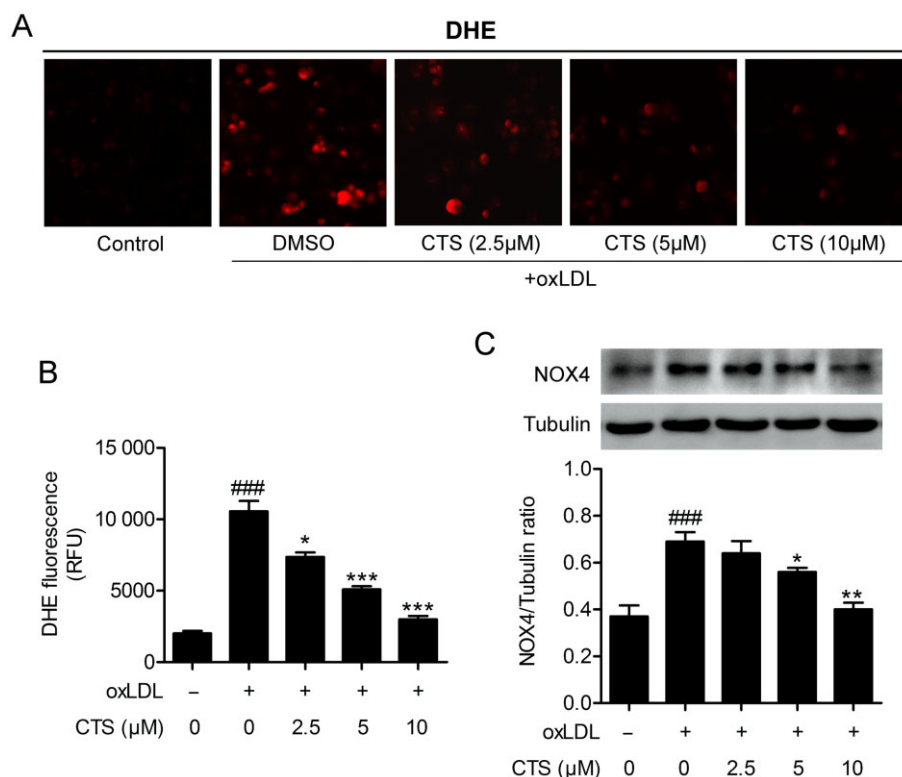 A
DHE
Control DMSO CTS (2.5µM) CTS (5µM) CTS (10µM)
+oxLDL
B
DHE fluorescence
(RFU)
15 000
10 000
5000
0
###
*
***
***
oxLDL – + + + +
CTS (µM) 0 0 2.5 5 10
C
NOX4
Tubulin
NOX4/Tubulin ratio
1.0
0.8
0.6
0.4
0.2
0.0
###
*
**
oxLDL – + + + +
CTS (µM) 0 0 2.5 5 10